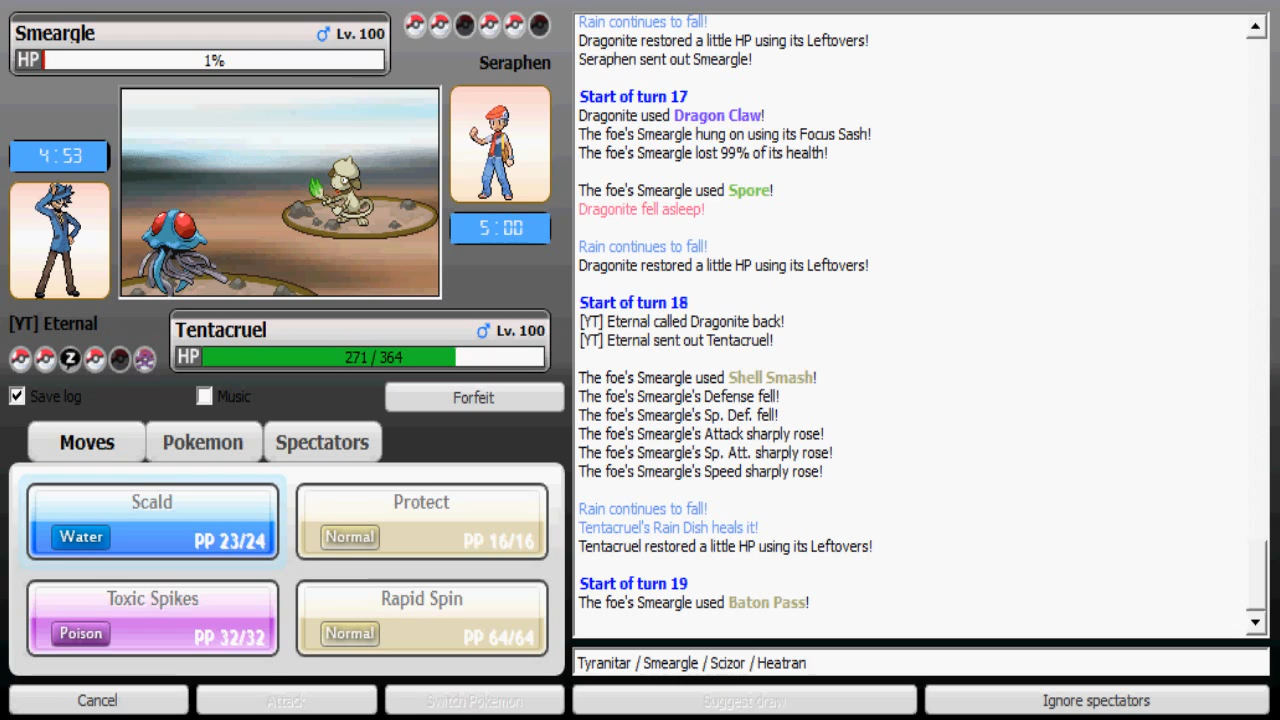 Smeargle ♂ Lv. 100
HP 1%
Seraphen
4:53
5:00
[YT] Eternal
Tentacruel ♂ Lv. 100
HP 271 / 364
Save log
Music
Forfeit
Moves
Pokemon
Spectators
Scald
Water PP 23/24
Protect
Normal PP 16/16
Toxic Spikes
Poison PP 32/32
Rapid Spin
Normal PP 64/64
Cancel
Attack
Switch Pokemon
Rain continues to fall!
Dragonite restored a little HP using its Leftovers!
Seraphen sent out Smeargle!
Start of turn 17
Dragonite used Dragon Claw!
The foe's Smeargle hung on using its Focus Sash!
The foe's Smeargle lost 99% of its health!
The foe's Smeargle used Spore!
Dragonite fell asleep!
Rain continues to fall!
Dragonite restored a little HP using its Leftovers!
Start of turn 18
[YT] Eternal called Dragonite back!
[YT] Eternal sent out Tentacruel!
The foe's Smeargle used Shell Smash!
The foe's Smeargle's Defense fell!
The foe's Smeargle's Sp. Def. fell!
The foe's Smeargle's Attack sharply rose!
The foe's Smeargle's Sp. Att. sharply rose!
The foe's Smeargle's Speed sharply rose!
Rain continues to fall!
Tentacruel's Rain Dish heals it!
Tentacruel restored a little HP using its Leftovers!
Start of turn 19
The foe's Smeargle used Baton Pass!
Tyranitar / Smeargle / Scizor / Heatran
Suggest draw
Ignore spectators